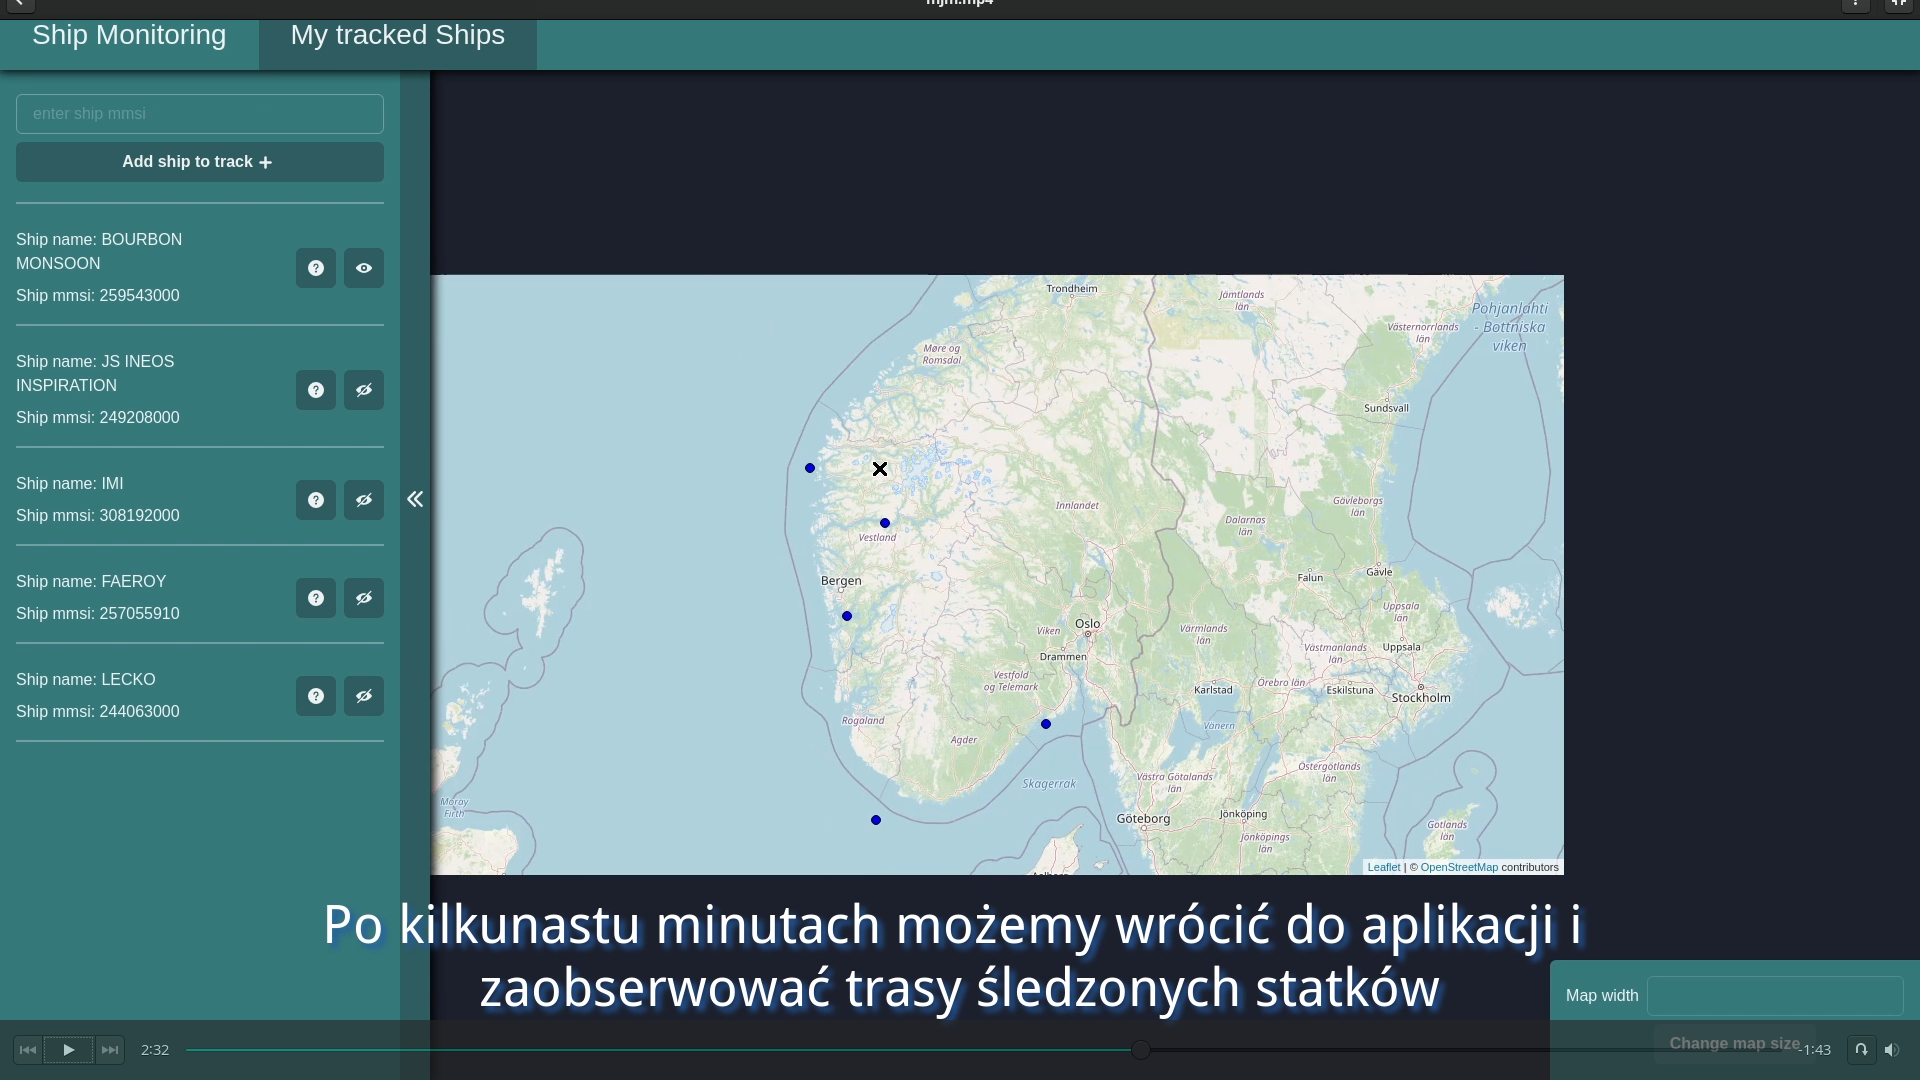 mjm.mp4
Ship Monitoring
My tracked Ships
enter ship mmsi
Add ship to track
Ship name: BOURBON
MONSOON
Ship mmsi: 259543000
Ship name: JS INEOS
INSPIRATION
Ship mmsi: 249208000
Ship name: IMI
Ship mmsi: 308192000
Ship name: FAEROY
Ship mmsi: 257055910
Ship name: LECKO
Ship mmsi: 244063000
Trondheim
Jämtlands
län
Pohjanlahti
- Bottniska
viken
Västernorrlands
län
Møre og
Romsdal
Sundsvall
Innlandet
Gävleborgs
län
Dalarnas
län
Vestland
Bergen
Falun
Gävle
Uppsala
län
Oslo
Viken
Värmlands
län
Västmanlands
län
Uppsala
Drammen
Vestfold
og Telemark
Karlstad
Örebro län
Eskilstuna
Stockholm
Rogaland
Vänern
Agder
Östergötlands
län
Västra Götalands
län
Skagerrak
Moray
Firth
Göteborg
Jönköping
Jönköpings
län
Gotlands
län
Leaflet | © OpenStreetMap contributors
Po kilkunastu minutach możemy wrócić do aplikacji i
zaobserwować trasy śledzonych statków
Map width
Change map size
2:32
-1:43